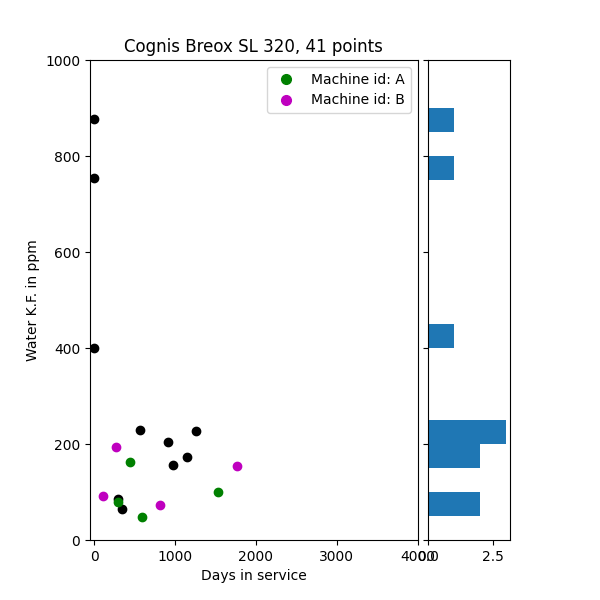 Cognis Breox SL 320, 41 points
Machine id: A
Machine id: B
Water K.F. in ppm
1000
800
600
400
200
0
0
1000
2000
3000
4000
0.0
2.5
Days in service